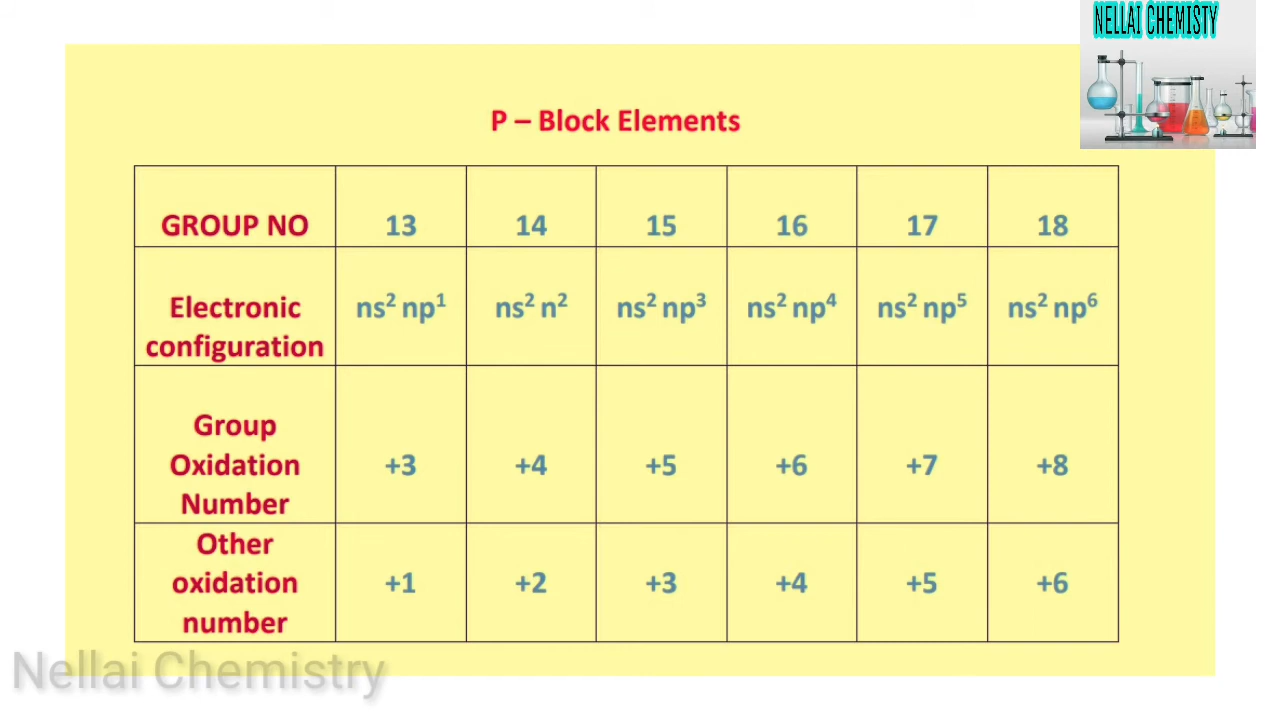 NELLAI CHEMISTY
P – Block Elements
GROUP NO 13 14 15 16 17 18
Electronic configuration ns² np¹ ns² n² ns² np³ ns² np⁴ ns² np⁵ ns² np⁶
Group Oxidation Number +3 +4 +5 +6 +7 +8
Other oxidation number +1 +2 +3 +4 +5 +6
Nellai Chemistry